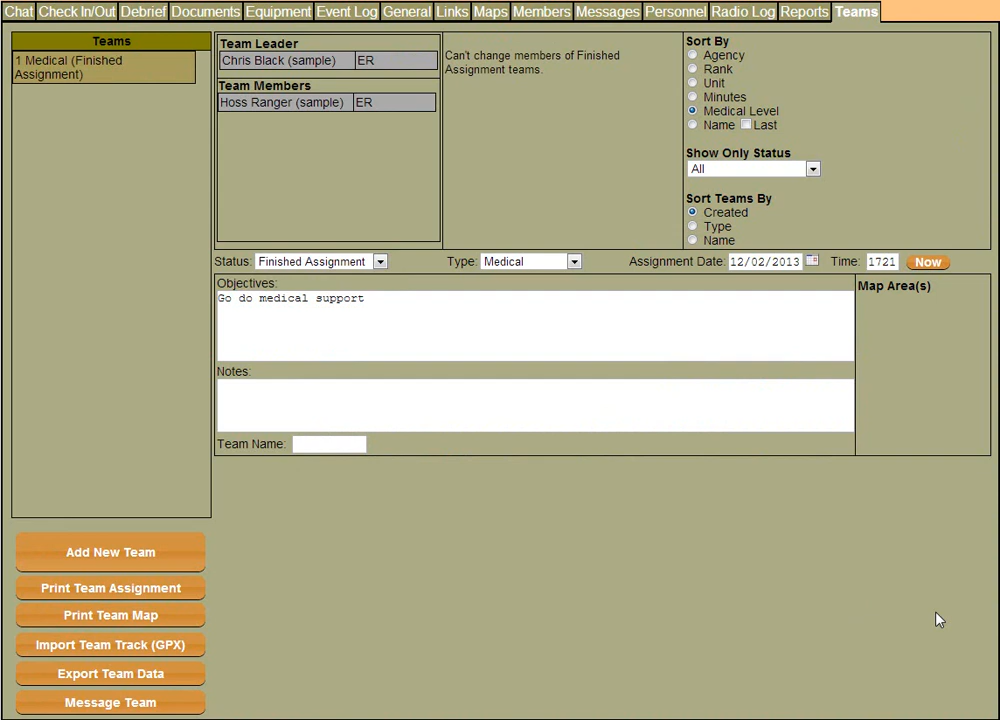 Chat Check In/Out Debrief Documents Equipment Event Log General Links Maps Members Messages Personnel Radio Log Reports Teams
Teams
1 Medical (Finished
Assignment)
Team Leader
Chris Black (sample) ER
Team Members
Hoss Ranger (sample) ER
Can't change members of Finished
Assignment teams.
Sort By
Agency
Rank
Unit
Minutes
Medical Level
Name Last
Show Only Status
All
Sort Teams By
Created
Type
Name
Status: Finished Assignment Type: Medical Assignment Date: 12/02/2013 Time: 1721 Now
Objectives:
Go do medical support
Map Area(s)
Notes:
Team Name:
Add New Team
Print Team Assignment
Print Team Map
Import Team Track (GPX)
Export Team Data
Message Team